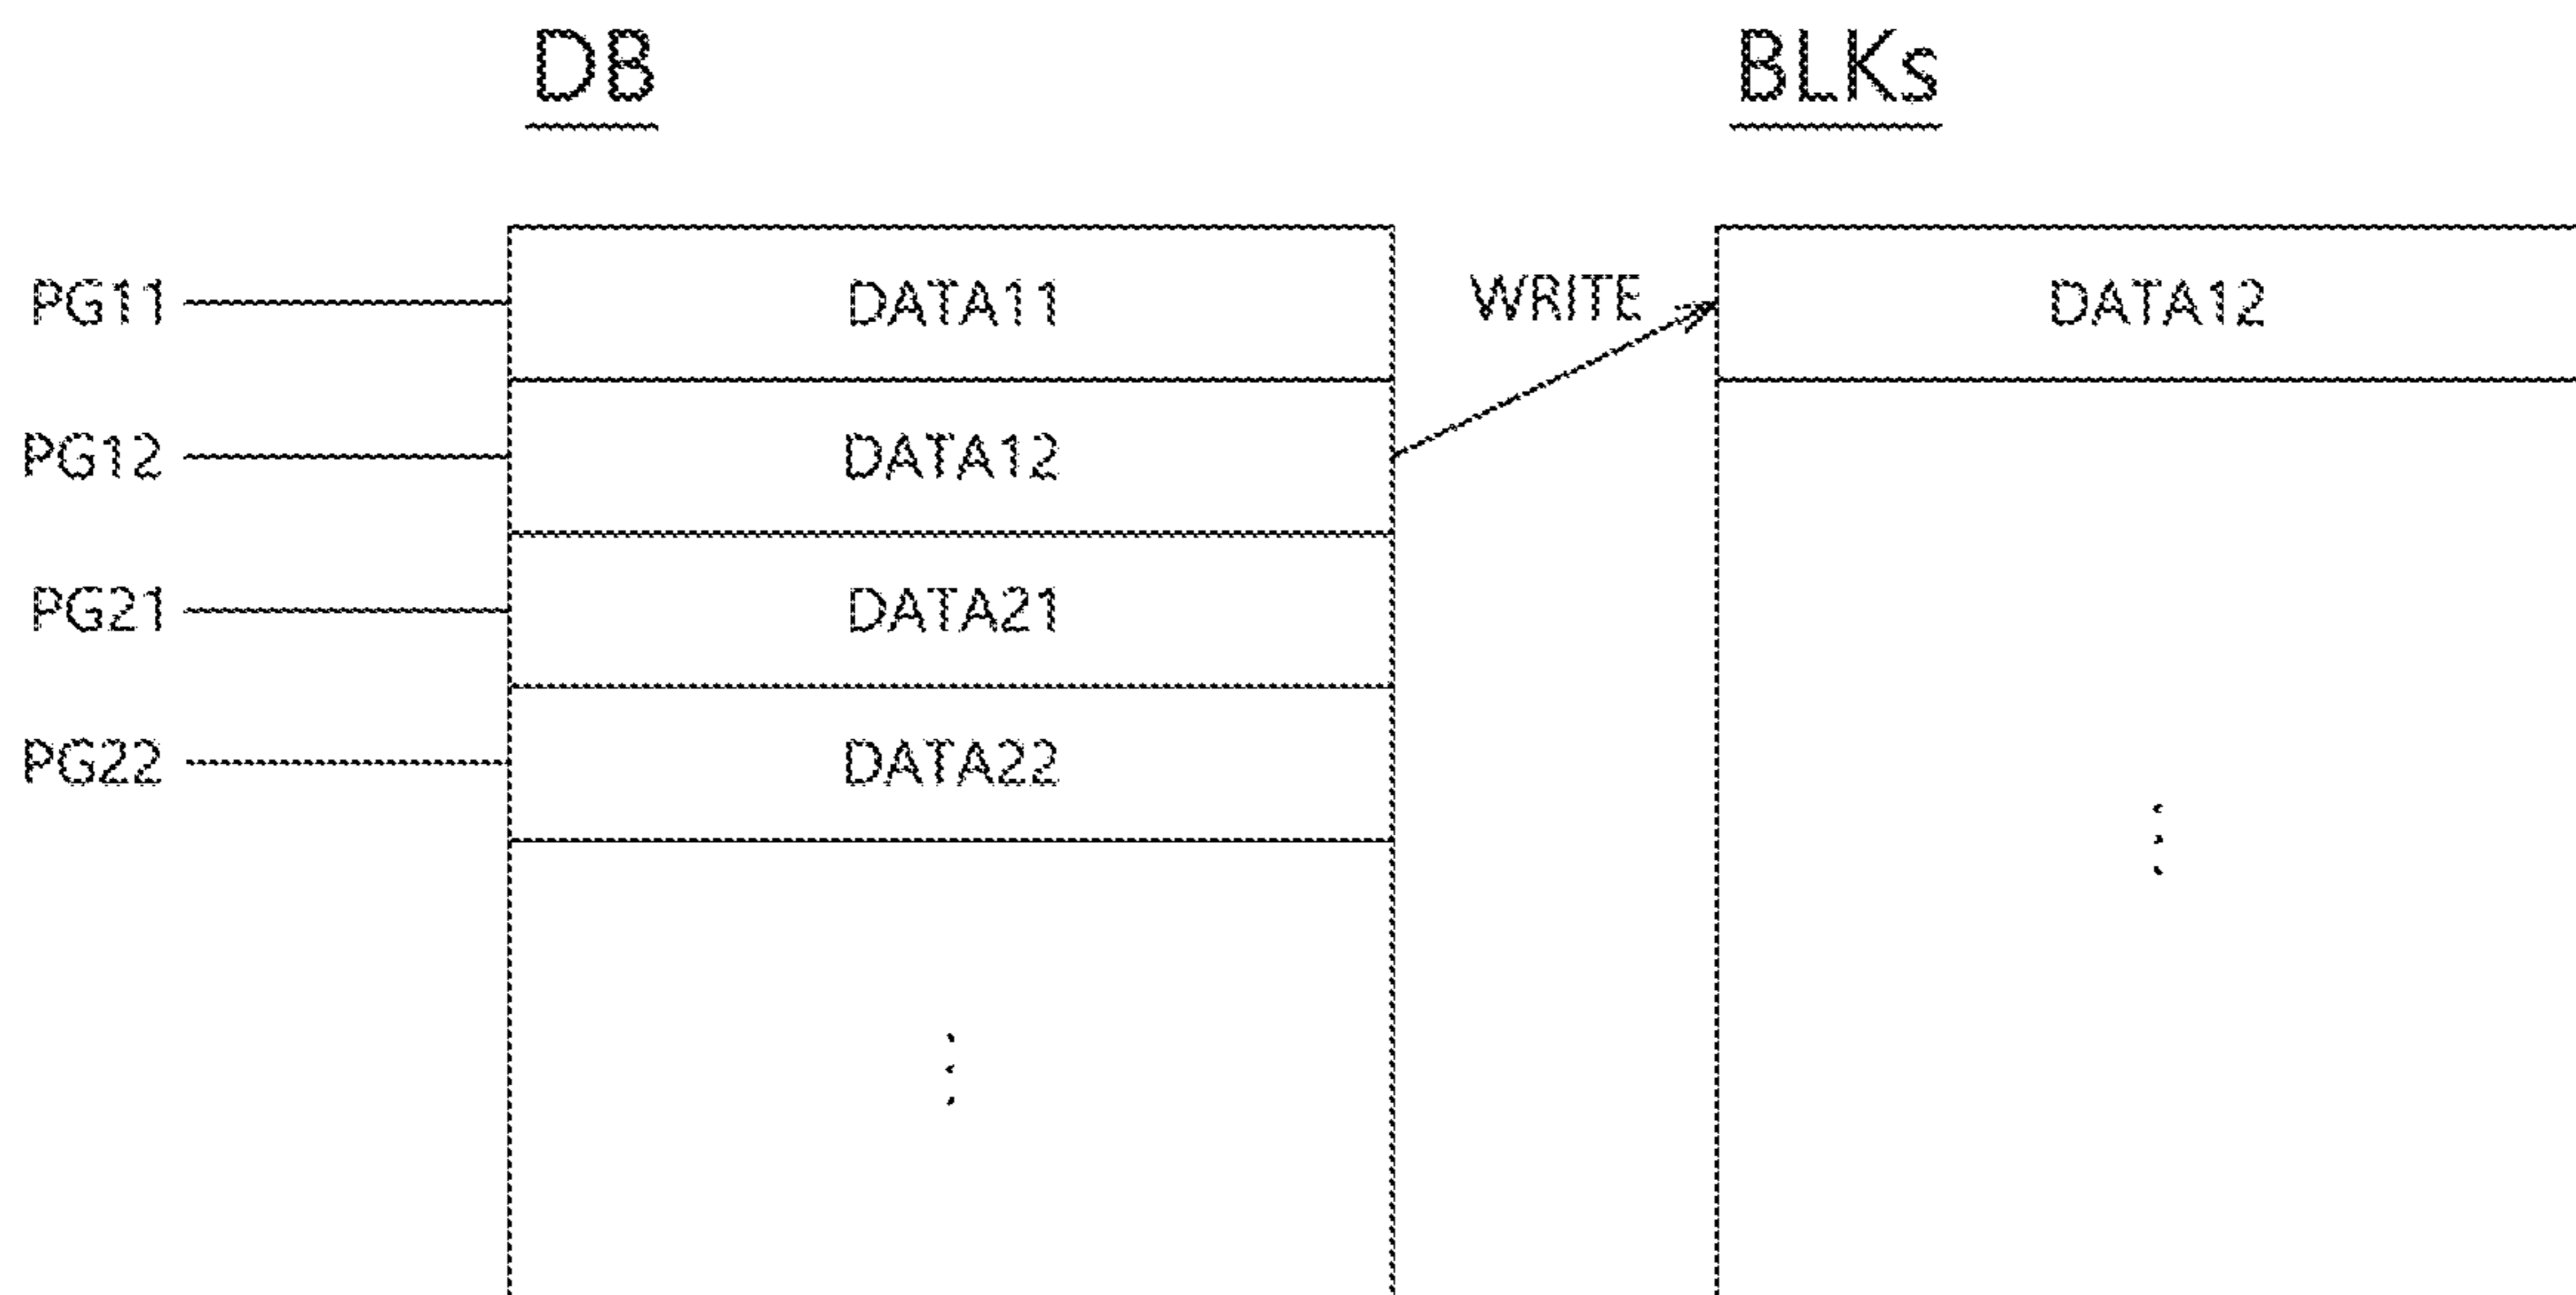 DB BLKs
PG11 DATA11 WRITE DATA12
PG12 DATA12
PG21 DATA21
PG22 DATA22